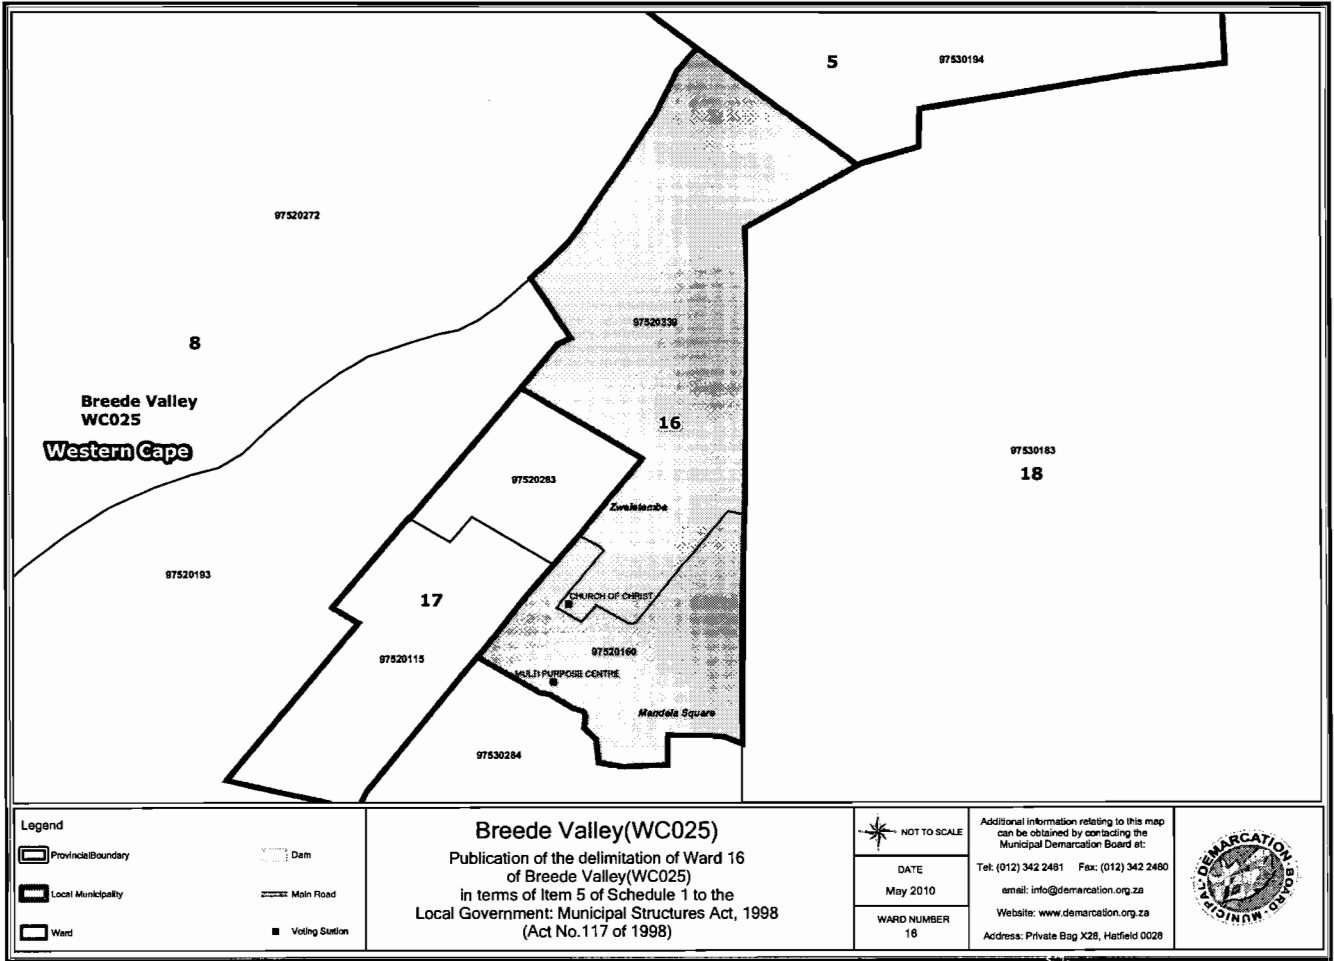 5
97530194
97520272
8
97520339
Breede Valley
WC025
16
Western Cape
97530183
18
97520283
Zwelatemba
97520193
CHURCH OF CHRIST
17
97520160
97520115
MULTI PURPOSE CENTRE
Mandela Square
97530284
Legend
ProvincialBoundary
Dam
Local Municipality
Main Road
Ward
Voting Station
Breede Valley(WC025)
Publication of the delimitation of Ward 16
of Breede Valley(WC025)
in terms of Item 5 of Schedule 1 to the
Local Government: Municipal Structures Act, 1998
(Act No.117 of 1998)
NOT TO SCALE
DATE
May 2010
WARD NUMBER
16
Additional information relating to this map
can be obtained by contacting the
Municipal Demarcation Board at:
Tel: (012) 342 2481 Fax: (012) 342 2480
email: info@demarcation.org.za
Website: www.demarcation.org.za
Address: Private Bag X28, Hatfield 0028
MUNICIPAL DEMARCATION BOARD